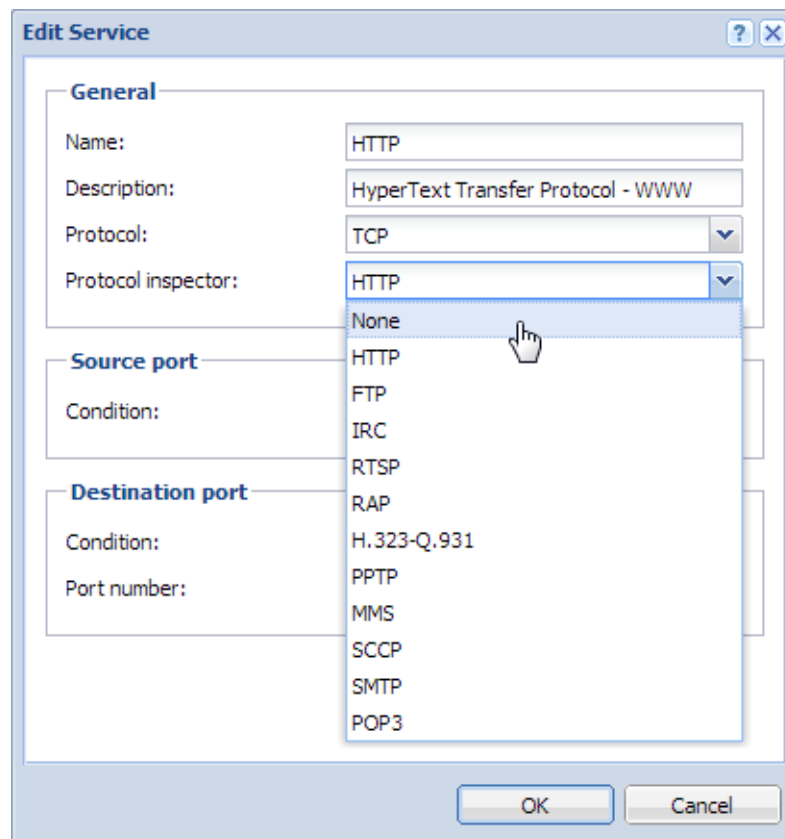 Edit Service
?
General
Name: HTTP
Description: HyperText Transfer Protocol - WWW
Protocol: TCP
Protocol inspector: HTTP
None
HTTP
FTP
IRC
RTSP
RAP
H.323-Q.931
PPTP
MMS
SCCP
SMTP
POP3
Source port
Condition:
Destination port
Condition:
Port number:
OK Cancel